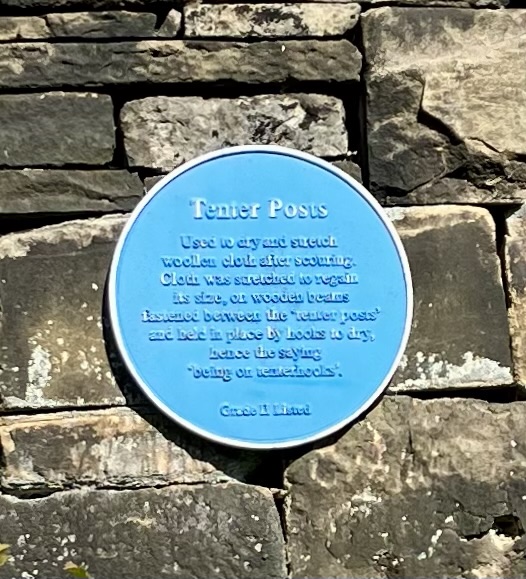 Tenter Posts
Used to dry and stretch
woollen cloth after scouring.
Cloth was stretched to regain
its size, on wooden beams
fastened between the 'tenter posts'
and held in place by hooks to dry,
hence the saying
'being on tenterhooks'.
Grade II Listed